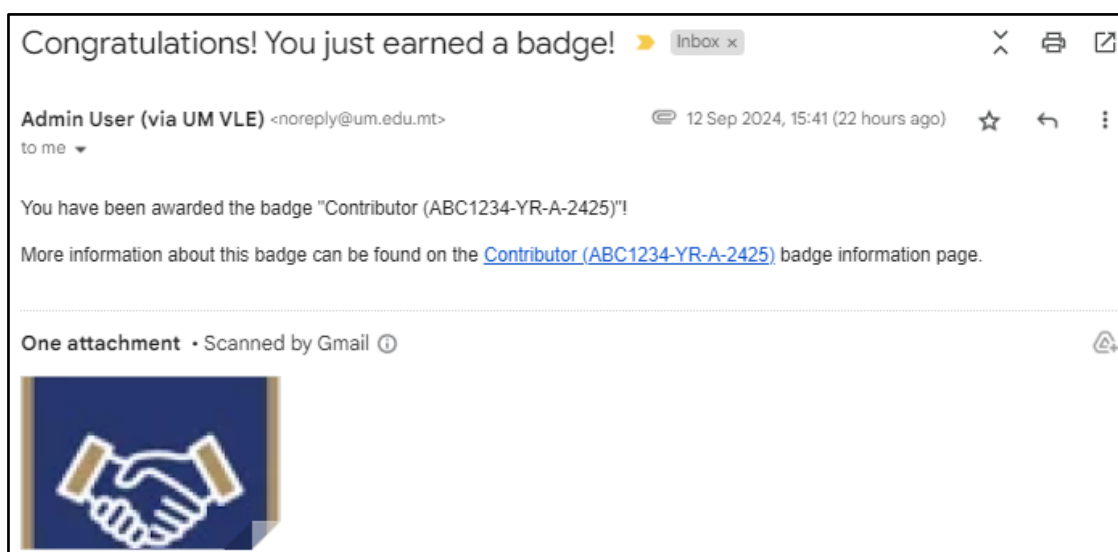 Congratulations! You just earned a badge! Inbox ×
Admin User (via UM VLE) <noreply@um.edu.mt> 12 Sep 2024, 15:41 (22 hours ago)
to me
You have been awarded the badge "Contributor (ABC1234-YR-A-2425)"!
More information about this badge can be found on the Contributor (ABC1234-YR-A-2425) badge information page.
One attachment • Scanned by Gmail